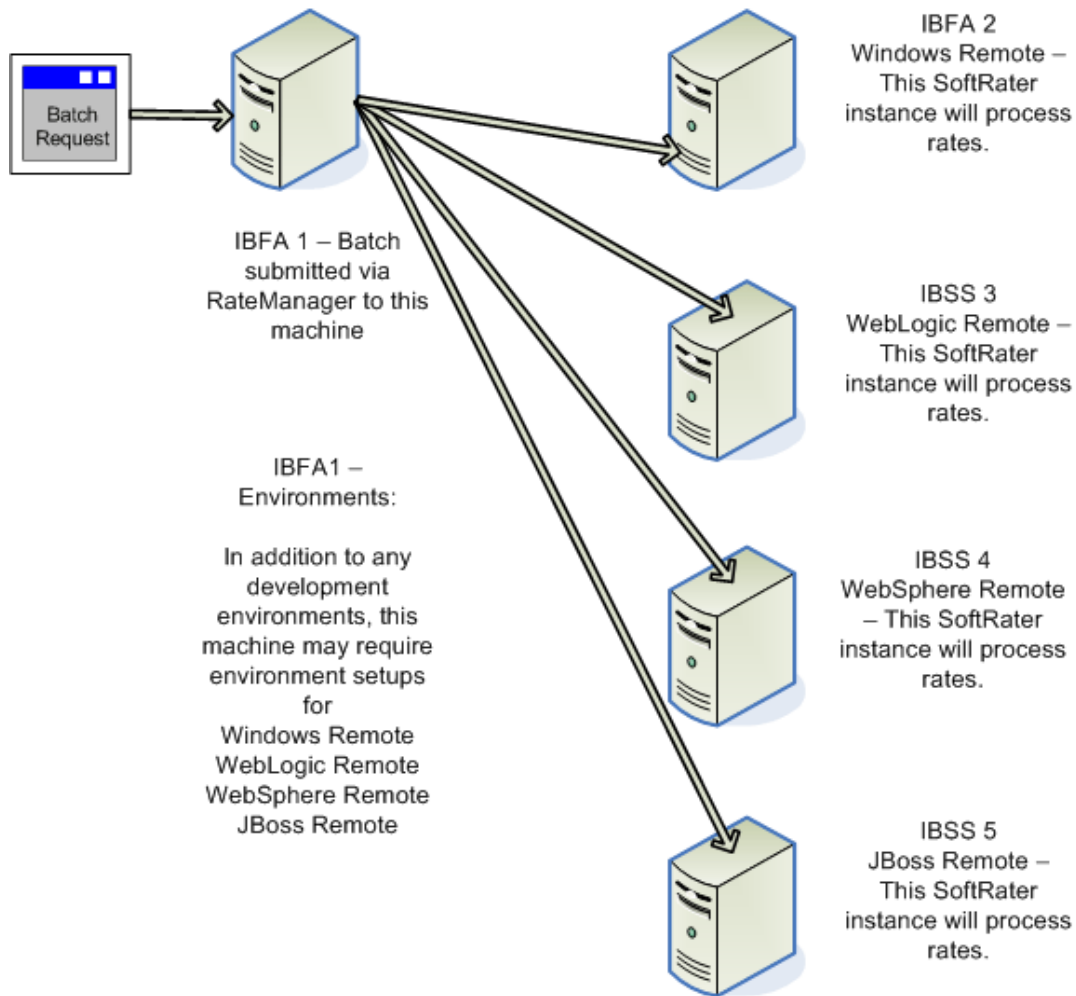 Batch
Request
IBFA 1 – Batch
submitted via
RateManager to this
machine
IBFA1 –
Environments:
In addition to any
development
environments, this
machine may require
environment setups
for
Windows Remote
WebLogic Remote
WebSphere Remote
JBoss Remote
IBFA 2
Windows Remote –
This SoftRater
instance will process
rates.
IBSS 3
WebLogic Remote –
This SoftRater
instance will process
rates.
IBSS 4
WebSphere Remote
– This SoftRater
instance will process
rates.
IBSS 5
JBoss Remote –
This SoftRater
instance will process
rates.